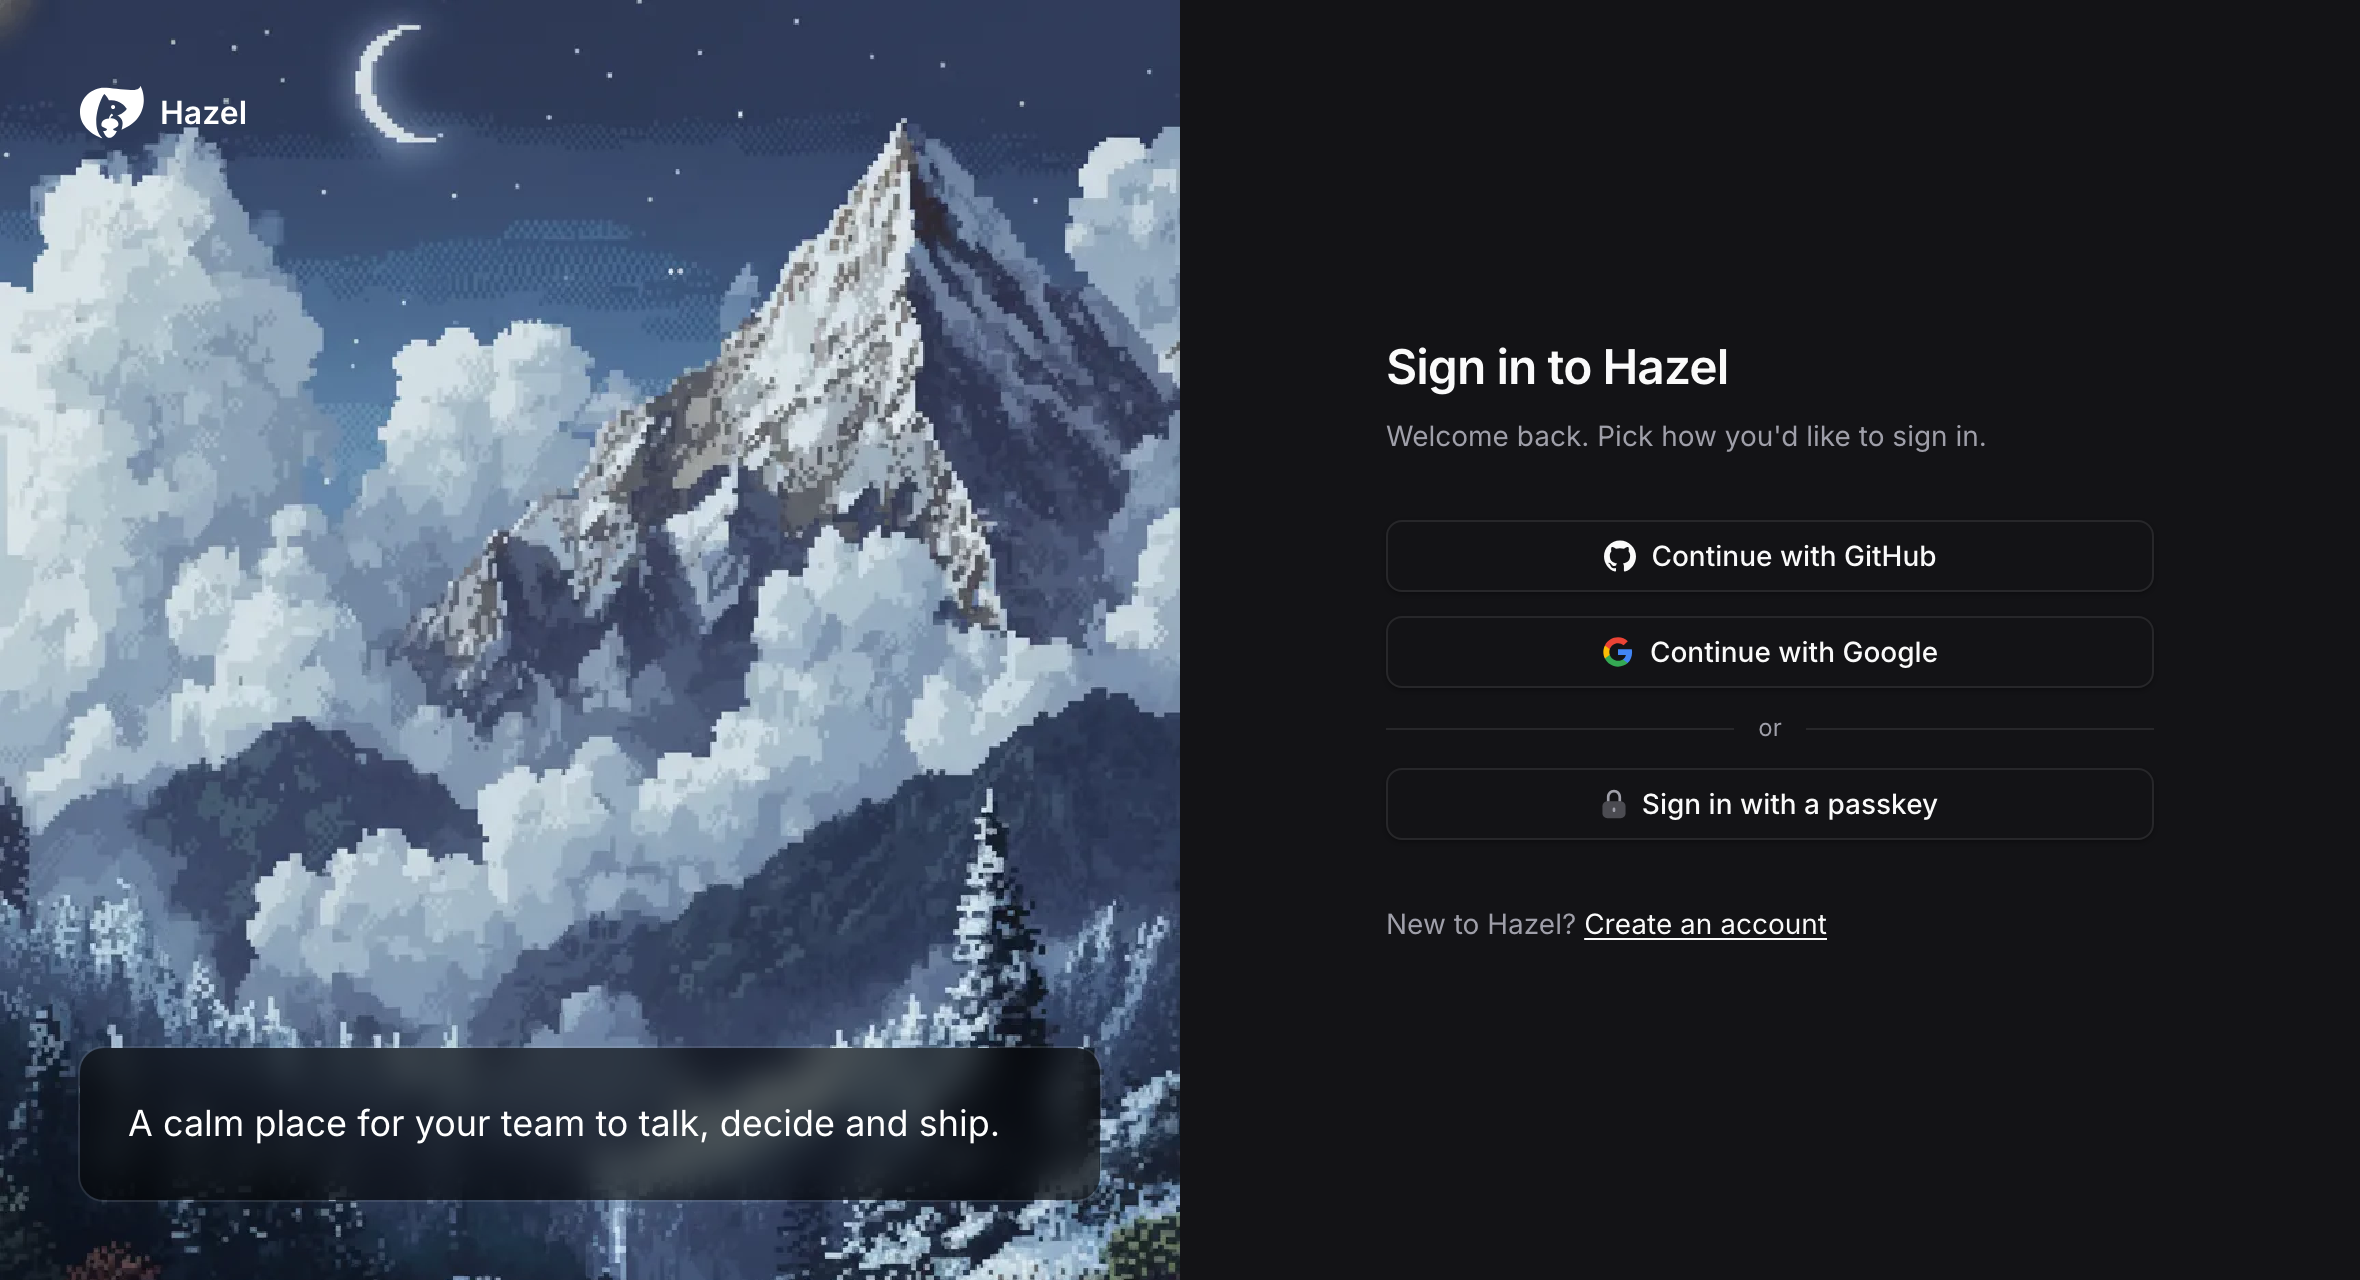 Hazel
A calm place for your team to talk, decide and ship.
Sign in to Hazel
Welcome back. Pick how you'd like to sign in.
Continue with GitHub
Continue with Google
or
Sign in with a passkey
New to Hazel? Create an account